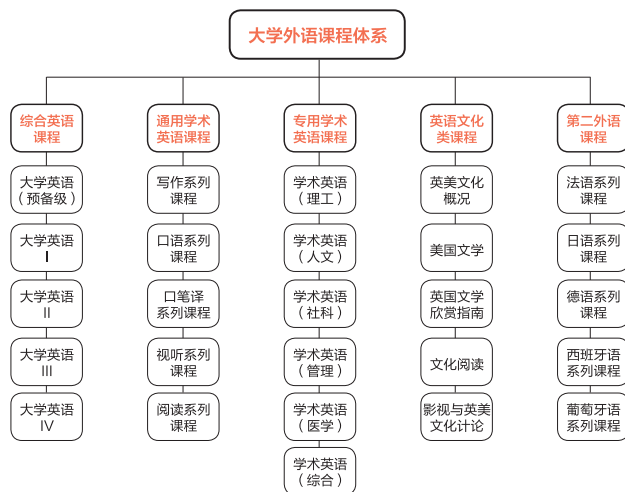 大学外语课程体系
综合英语
课程
大学英语
（预备级）
大学英语
I
大学英语
II
大学英语
III
大学英语
IV
通用学术
英语课程
写作系列
课程
口语系列
课程
口笔译
系列课程
视听系列
课程
阅读系列
课程
专用学术
英语课程
学术英语
（理工）
学术英语
（人文）
学术英语
（社科）
学术英语
（管理）
学术英语
（医学）
学术英语
（综合）
英语文化
类课程
英美文化
概况
美国文学
英国文学
欣赏指南
文化阅读
影视与英美
文化计论
第二外语
课程
法语系列
课程
日语系列
课程
德语系列
课程
西班牙语
系列课程
葡萄牙语
系列课程